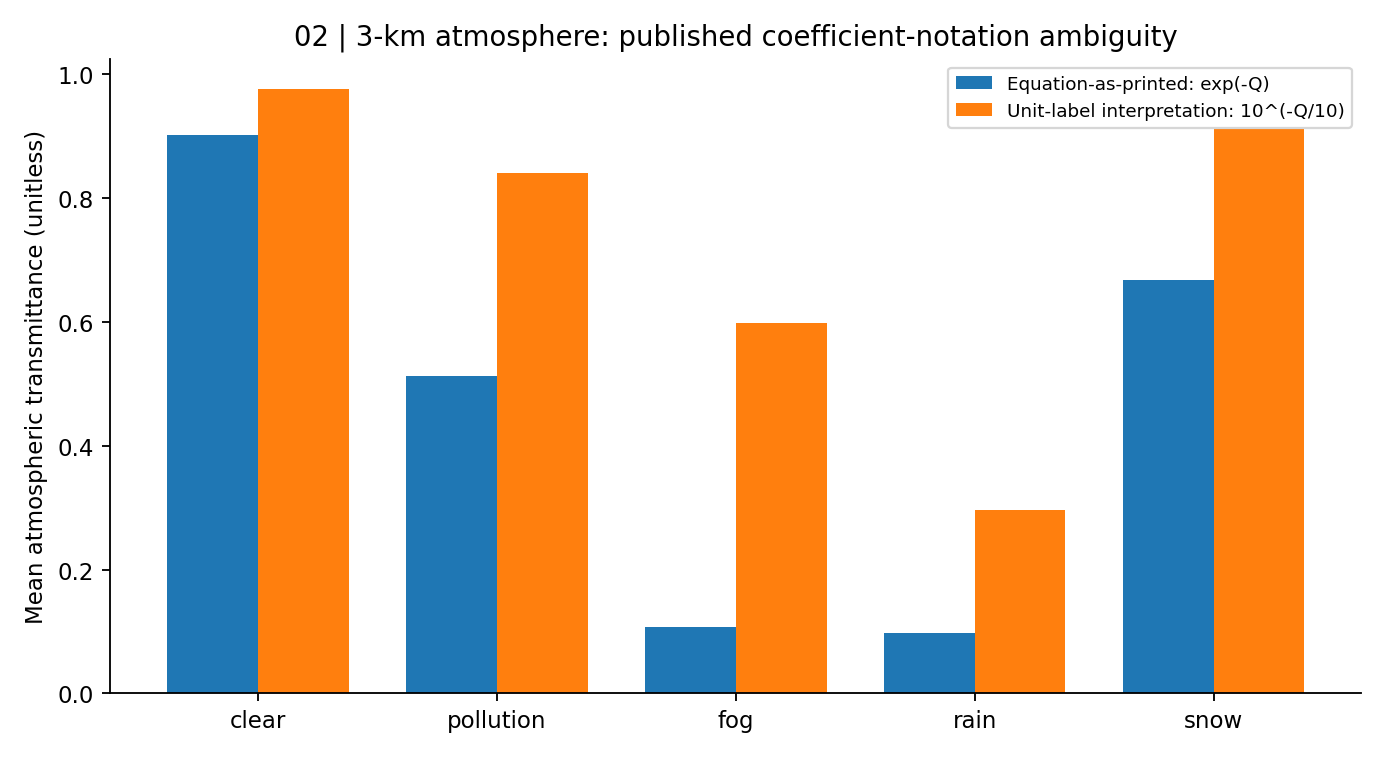 02 | 3-km atmosphere: published coefficient-notation ambiguity
Equation-as-printed: exp(-Q)
Unit-label interpretation: 10^(-Q/10)
Mean atmospheric transmittance (unitless)
1.0
0.8
0.6
0.4
0.2
0.0
clear
pollution
fog
rain
snow